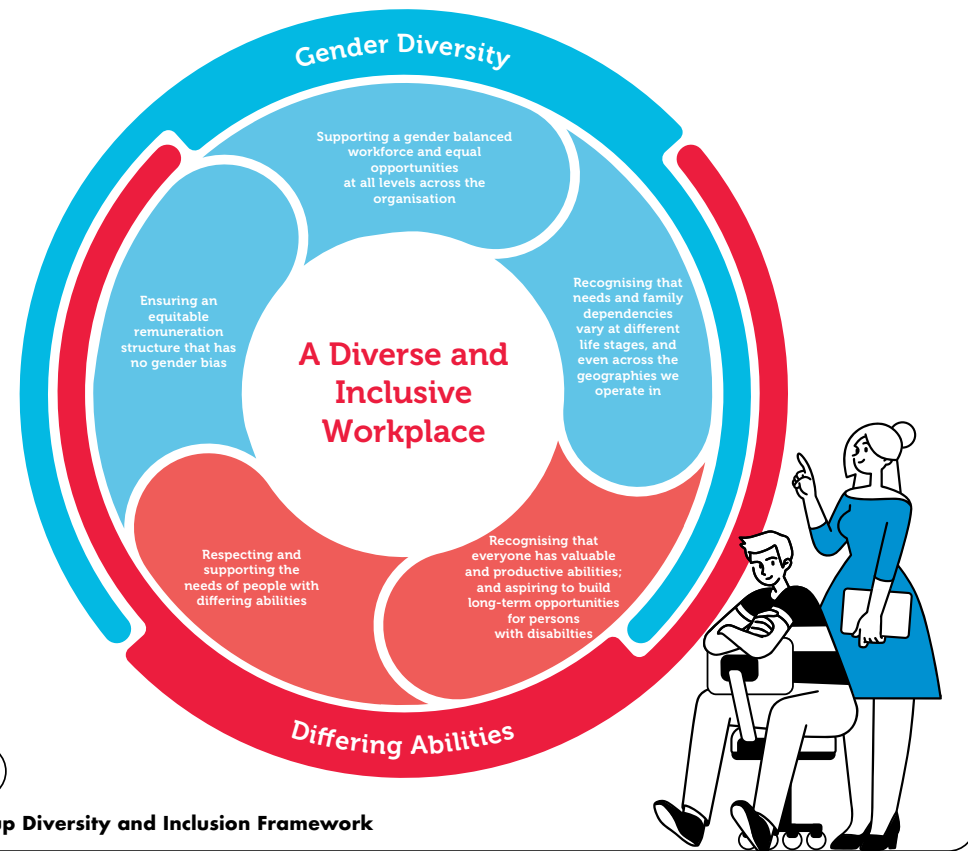 Gender Diversity
Supporting a gender balanced
workforce and equal
opportunities
at all levels across the
organisation
Recognising that
needs and family
dependencies
vary at different
life stages, and
even across the
geographies we
operate in
Ensuring an
equitable
remuneration
structure that has
no gender bias
A Diverse and
Inclusive
Workplace
Recognising that
everyone has valuable
and productive abilities;
and aspiring to build
long-term opportunities
for persons
with disabilties
Respecting and
supporting the
needs of people with
differing abilities
Differing Abilities
Diversity and Inclusion Framework